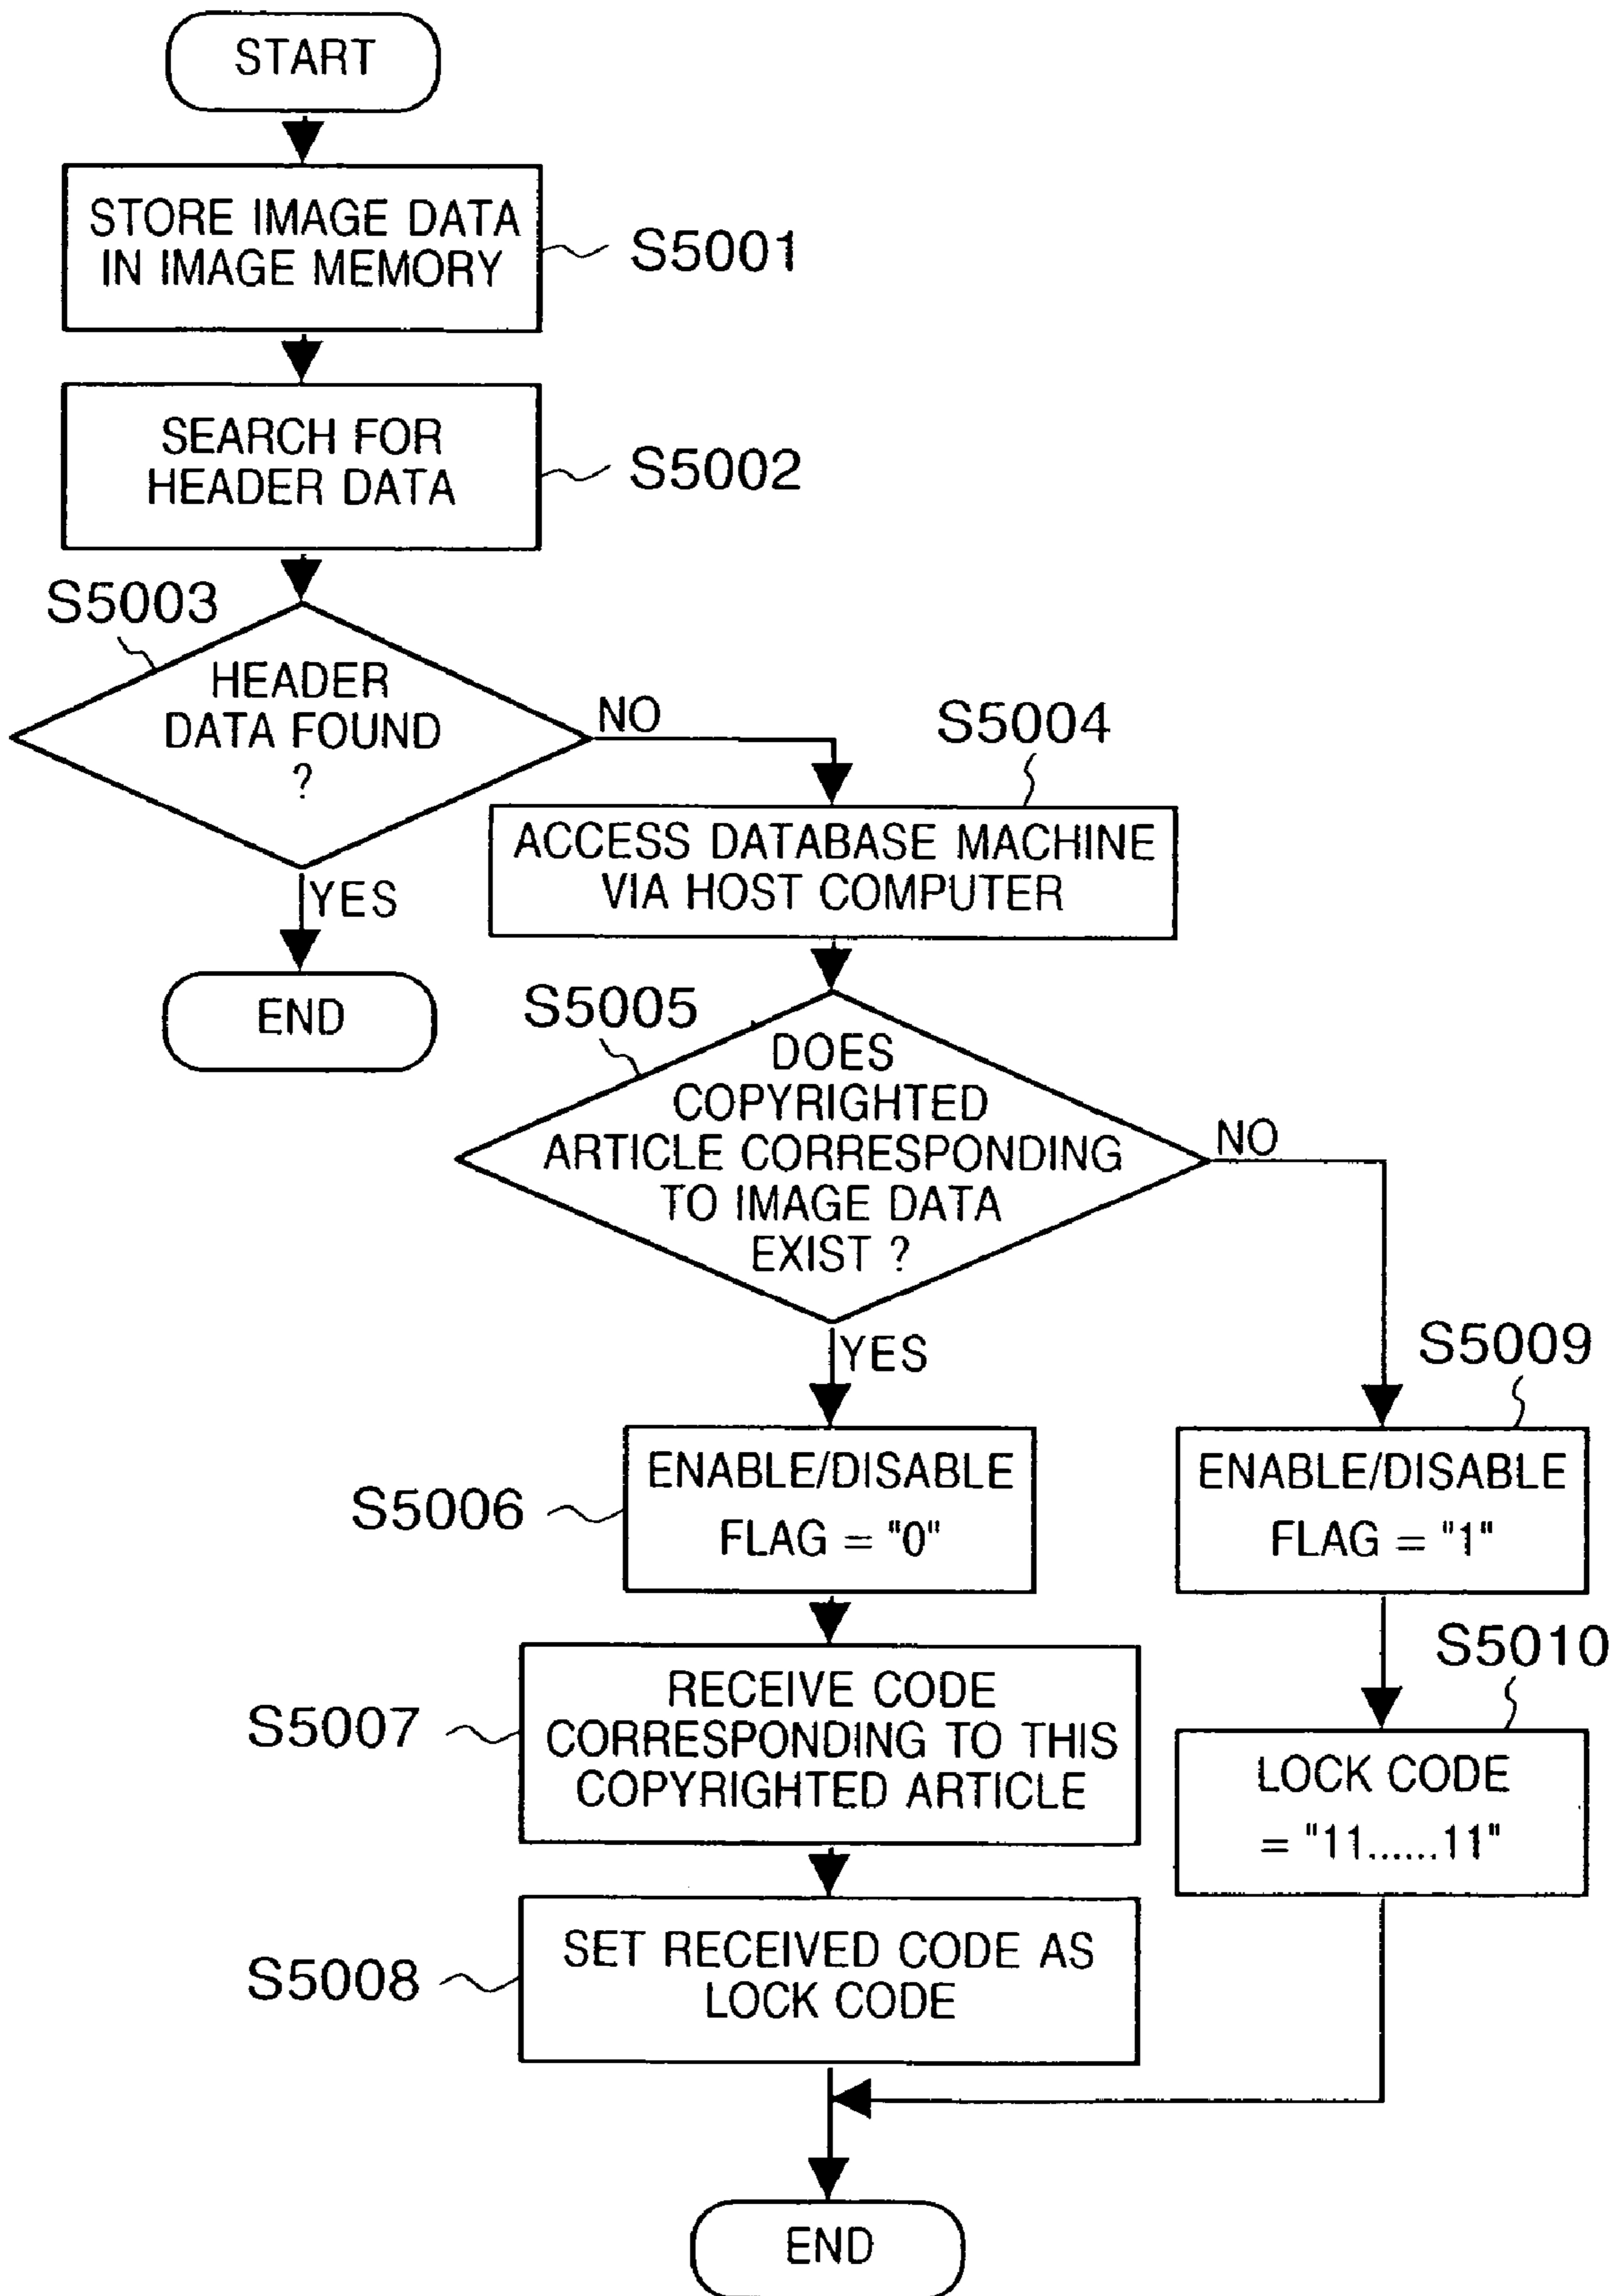 START
STORE IMAGE DATA
IN IMAGE MEMORY
S5001
SEARCH FOR
HEADER DATA
S5002
S5003
HEADER
DATA FOUND
?
NO
YES
END
S5004
ACCESS DATABASE MACHINE
VIA HOST COMPUTER
S5005
DOES
COPYRIGHTED
ARTICLE CORRESPONDING
TO IMAGE DATA
EXIST ?
NO
YES
S5006
ENABLE/DISABLE
FLAG = "0"
S5009
ENABLE/DISABLE
FLAG = "1"
S5007
RECEIVE CODE
CORRESPONDING TO THIS
COPYRIGHTED ARTICLE
S5010
LOCK CODE
= "11......11"
S5008
SET RECEIVED CODE AS
LOCK CODE
END